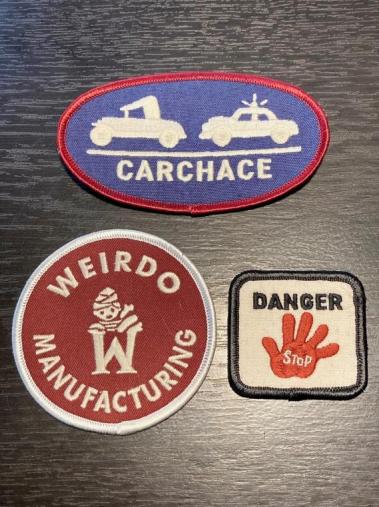 CARCHACE
WEIRDO
W
MANUFACTURING
DANGER
STOP